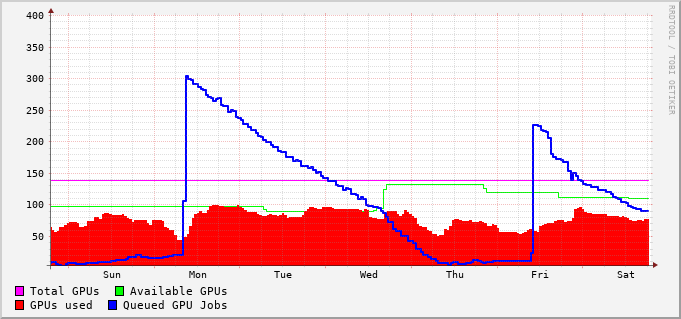 400
350
300
250
200
150
100
50
Sun Mon Tue Wed Thu Fri Sat
Total GPUs Available GPUs
GPUs used Queued GPU Jobs
RRDTOOL / TOBI OETIKER